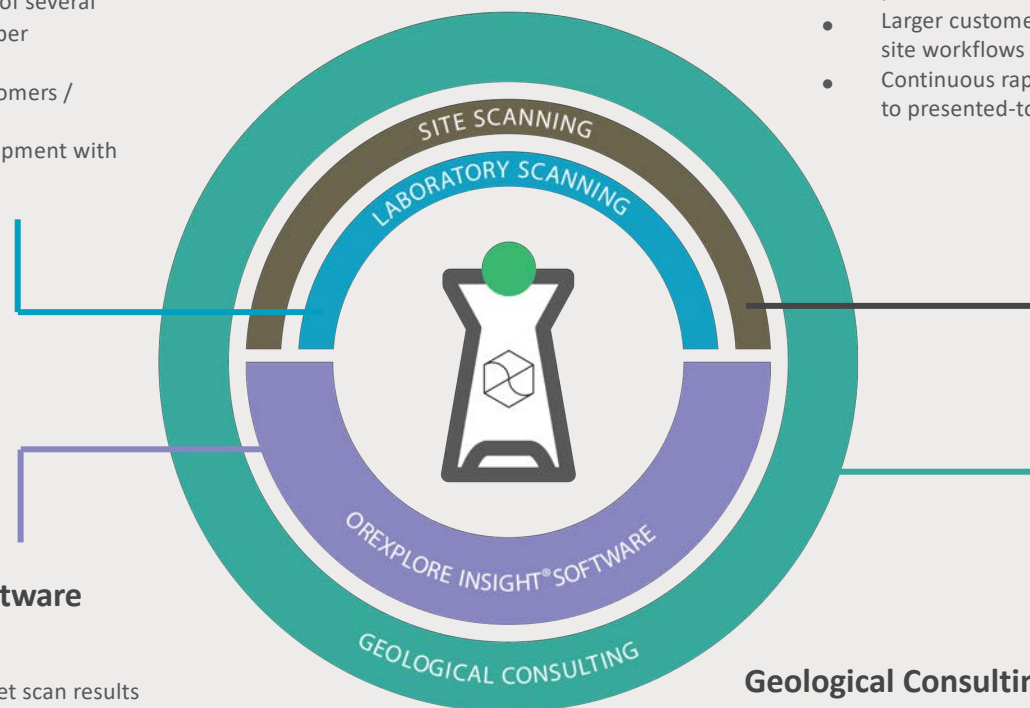 of several
omers /
pment with
Larger custome
site workflows
Continuous rap
to presented-to
SITE SCANNING
LABORATORY SCANNING
OREXPLORE INSIGHT® SOFTWARE
GEOLOGICAL CONSULTING
tware
et scan results
Geological Consultin